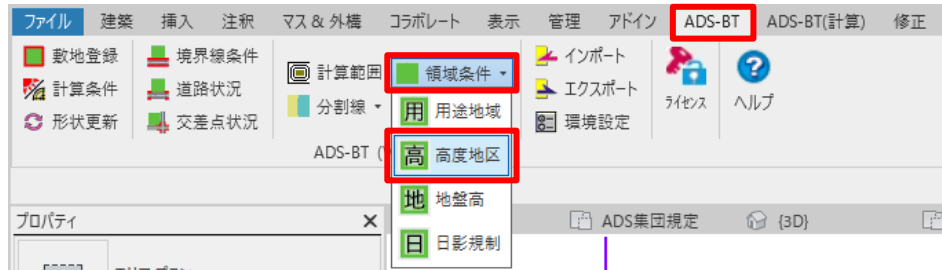 ファイル 建築 挿入 注釈 マス & 外構 コラボレート 表示 管理 アドイン ADS-BT ADS-BT(計算) 修正
敷地登録 境界線条件 計算範囲 領域条件 インポート
計算条件 道路状況 分割線 エクスポート ライセンス ヘルプ
形状更新 交差点状況 環境設定
用 用途地域
ADS-BT
高 高度地区
地 地盤高
日 日影規制
プロパティ ADS集団規定 {3D}